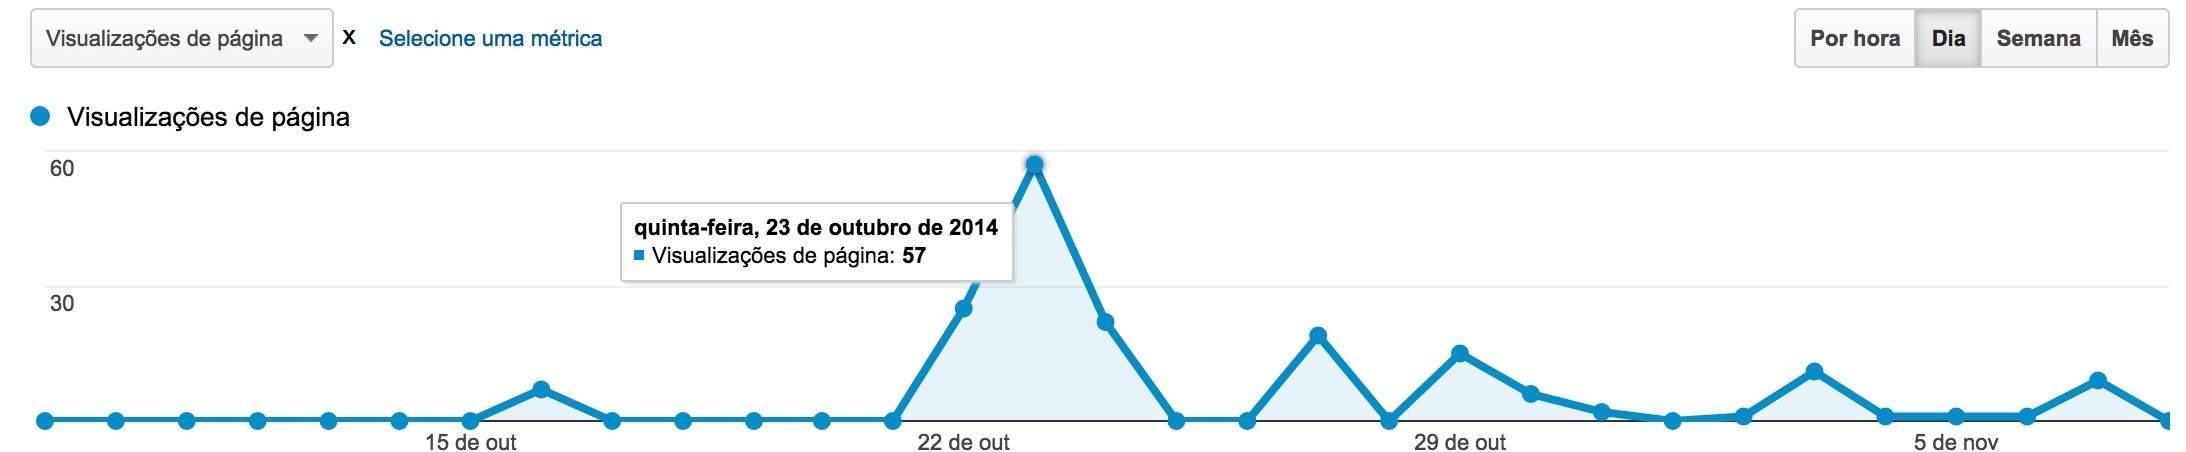 Visualizações de página X Selecione uma métrica Por hora Dia Semana Mês
Visualizações de página
60
quinta-feira, 23 de outubro de 2014
Visualizações de página: 57
30
15 de out 22 de out 29 de out 5 de nov